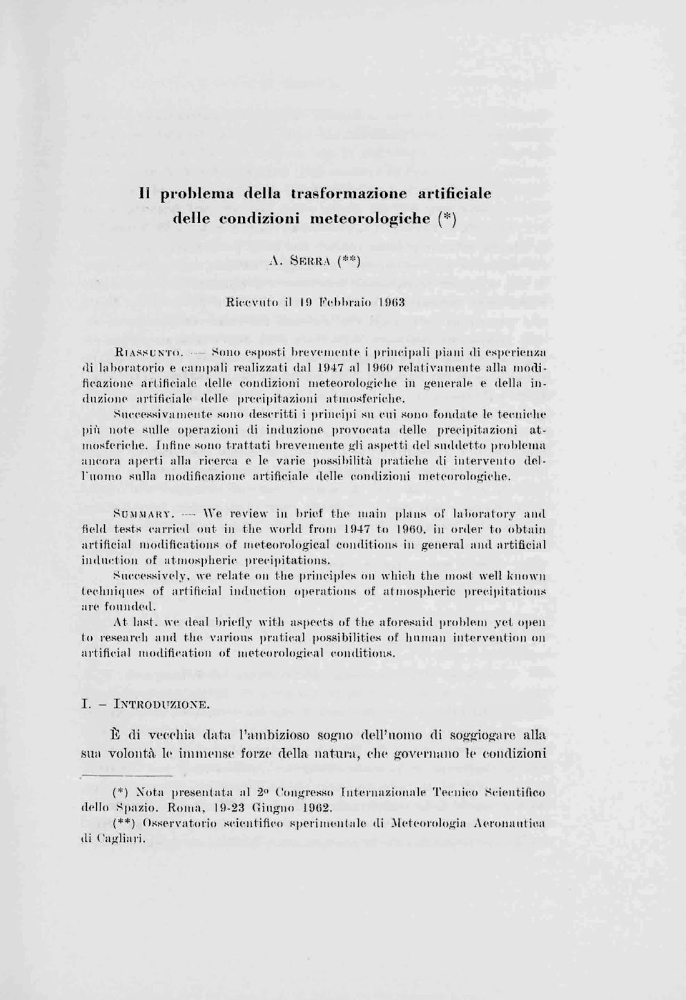 Il problema della trasformazione artificiale
delle condizioni meteorologiche (*)
A. SERRA (**)
Ricevuto il 19 Febbraio 1963
RIASSUNTO. — Sono esposti brevemente i principali piani di esperienza
di laboratorio e campali realizzati dal 1947 al 1960 relativamente alla modi-
ficazione artificiale delle condizioni meteorologiche in generale e della in-
duzione artificiale delle precipitazioni atmosferiche.
Successivamente sono descritti i principi su cui sono fondate le tecniche
più note sulle operazioni di induzione provocata delle precipitazioni at-
mosferiche. Infine sono trattati brevemente gli aspetti del suddetto problema
ancora aperti alla ricerca e le varie possibilità pratiche di intervento del-
l'uomo sulla modificazione artificiale delle condizioni meteorologiche.
SUMMARY. — We review in brief the main plans of laboratory and
field tests carried out in the world from 1947 to 1960, in order to obtain
artificial modifications of meteorological conditions in general and artificial
induction of atmospheric precipitations.
Successively, we relate on the principles on which the most well known
techniques of artificial induction operations of atmospheric precipitations
are founded.
At last, we deal briefly with aspects of the aforesaid problem yet open
to research and the various pratical possibilities of human intervention on
artificial modification of meteorological conditions.
I. – INTRODUZIONE.
È di vecchia data l'ambizioso sogno dell'uomo di soggiogare alla
sua volontà le immense forze della natura, che governano le condizioni
(*) Nota presentata al 2º Congresso Internazionale Tecnico Scientifico
dello Spazio. Roma, 19-23 Giugno 1962.
(**) Osservatorio scientifico sperimentale di Meteorologia Aeronautica
di Cagliari.